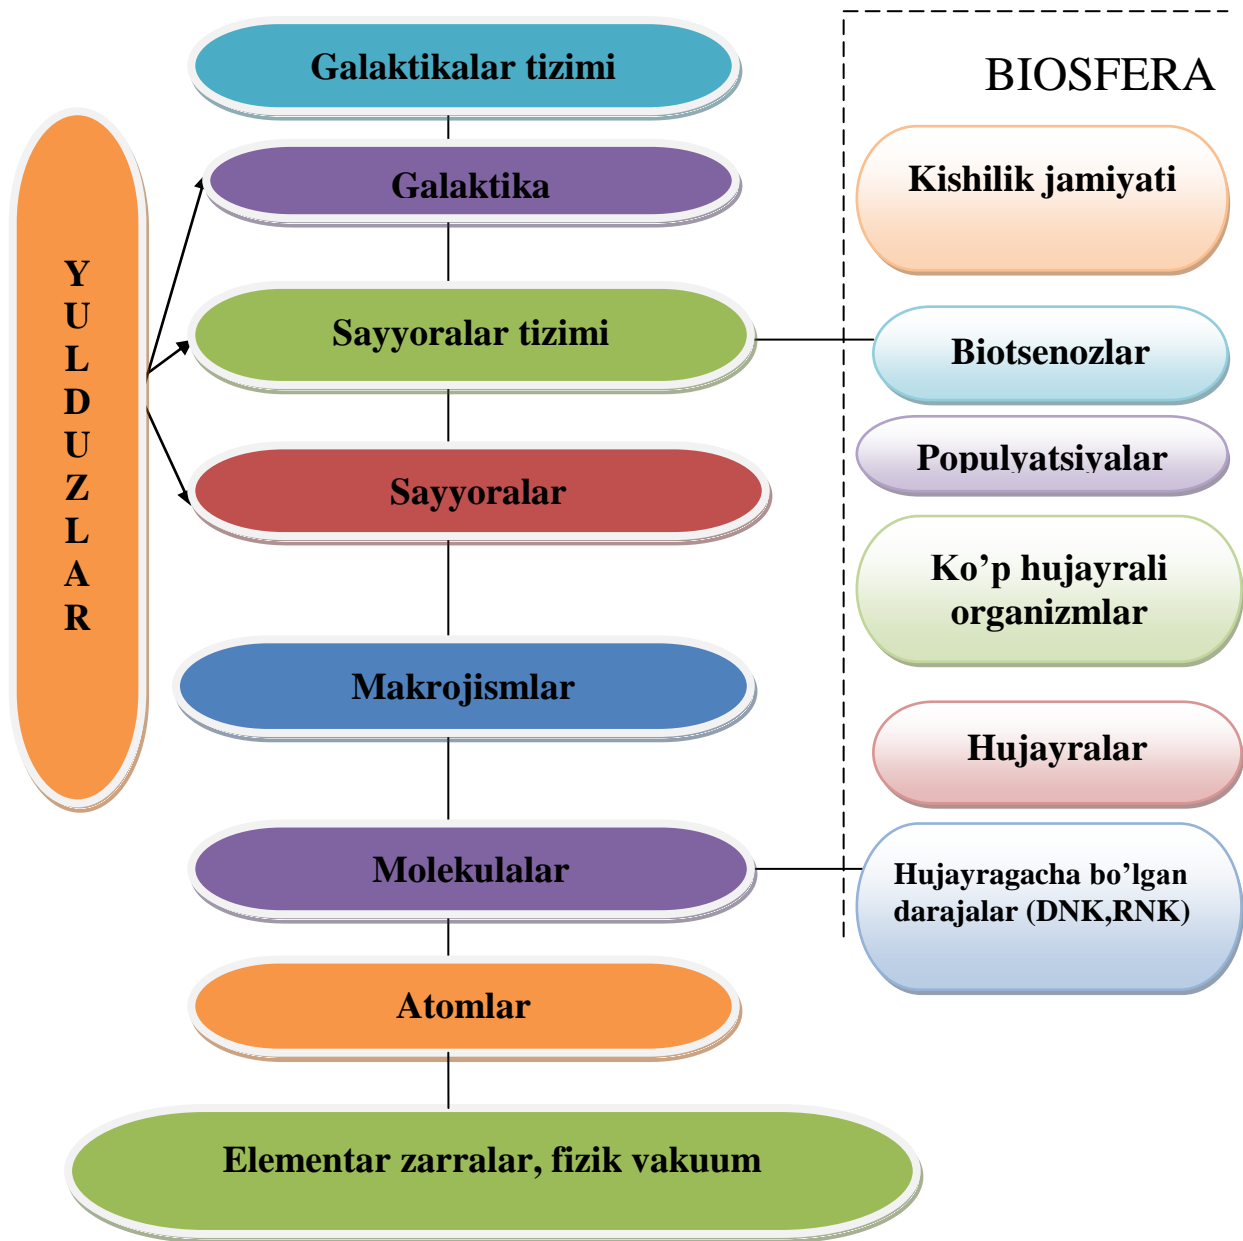 Galaktikalar tizimi
Galaktika
Sayyoralar tizimi
Sayyoralar
Makrojismlar
Molekulalar
Atomlar
Elementar zarralar, fizik vakuum
Y
U
L
D
U
Z
L
A
R
BIOSFERA
Kishilik jamiyati
Biotsenozlar
Populyatsiyalar
Ko’p hujayrali
organizmlar
Hujayralar
Hujayragacha bo’lgan
darajalar (DNK,RNK)